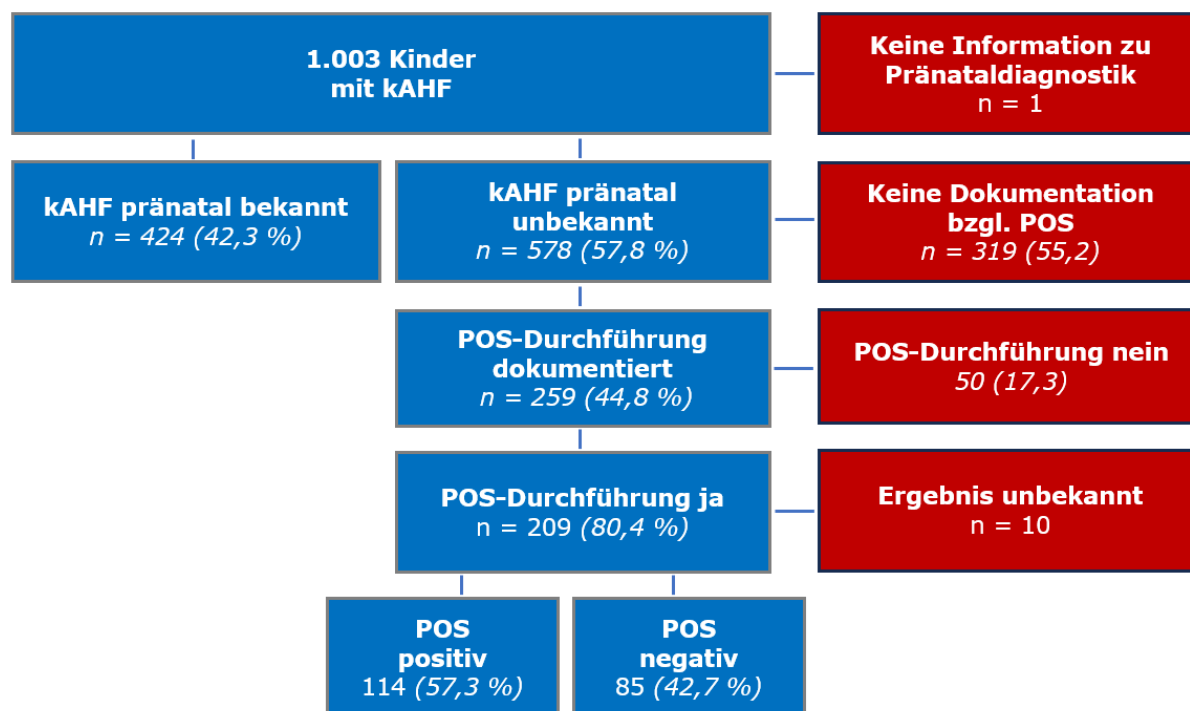 1.003 Kinder
mit kAHF
Keine Information zu
Pränataldiagnostik
n = 1
kAHF pränatal bekannt
n = 424 (42,3 %)
kAHF pränatal
unbekannt
n = 578 (57,8 %)
Keine Dokumentation
bzgl. POS
n = 319 (55,2)
POS-Durchführung
dokumentiert
n = 259 (44,8 %)
POS-Durchführung nein
50 (17,3)
POS-Durchführung ja
n = 209 (80,4 %)
Ergebnis unbekannt
n = 10
POS
positiv
114 (57,3 %)
POS
negativ
85 (42,7 %)